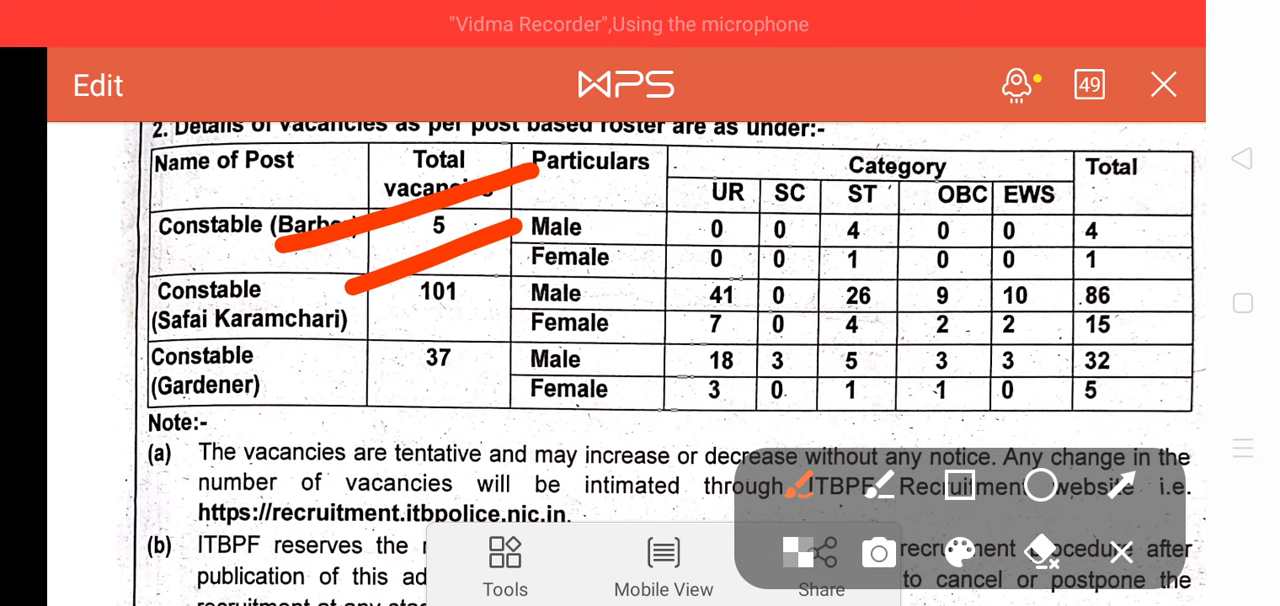 "Vidma Recorder",Using the microphone
Edit
WPS
49
2. Details of vacancies as per post based roster are as under:-
Name of Post Total Particulars Category Total
UR SC ST OBC EWS
Constable 5 Male 0 0 4 0 0 4
Female 0 0 1 0 0 1
Constable 101 Male 41 0 26 9 10 86
(Safai Karamchari) Female 7 0 4 2 2 15
Constable 37 Male 18 3 5 3 3 32
(Gardener) Female 3 0 1 1 0 5
Note:-
(a) The vacancies are tentative and may increase or decrease without any notice. Any change in the
number of vacancies will be intimated through ITBPF Recruitment website i.e.
https://recruitment.itbpolice.nic.in.
(b) ITBPF reserves the after
publication of this to cancel or postpone the
Tools
Mobile View
Share